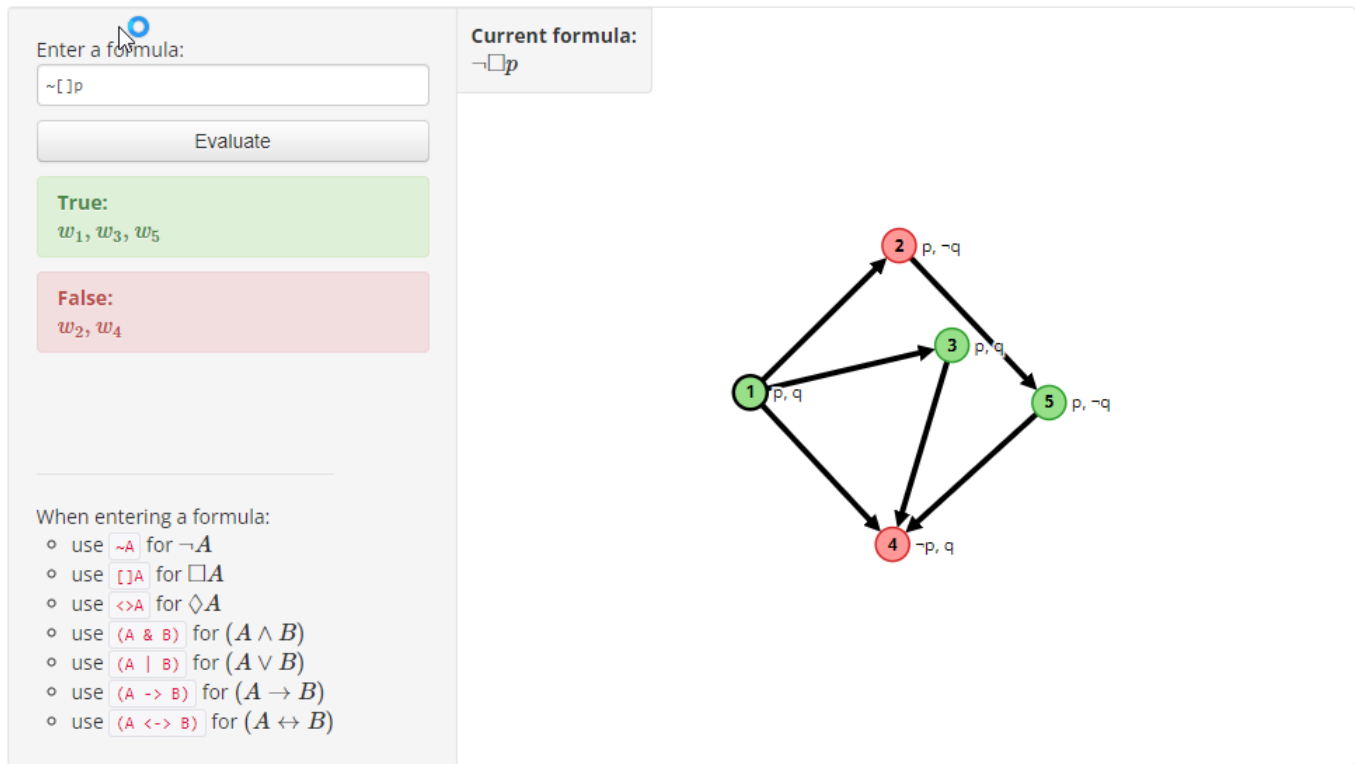 Enter a formula:
~[]p
Evaluate
True:
w₁, w₃, w₅
False:
w₂, w₄
When entering a formula:
use ~A for ¬A
use []A for □A
use <>A for ◊A
use (A & B) for (A ∧ B)
use (A | B) for (A ∨ B)
use (A -> B) for (A → B)
use (A <-> B) for (A ↔ B)
Current formula:
¬□p
2 p, ¬q
3 p, q
1 p, q
5 p, ¬q
4 ¬p, q